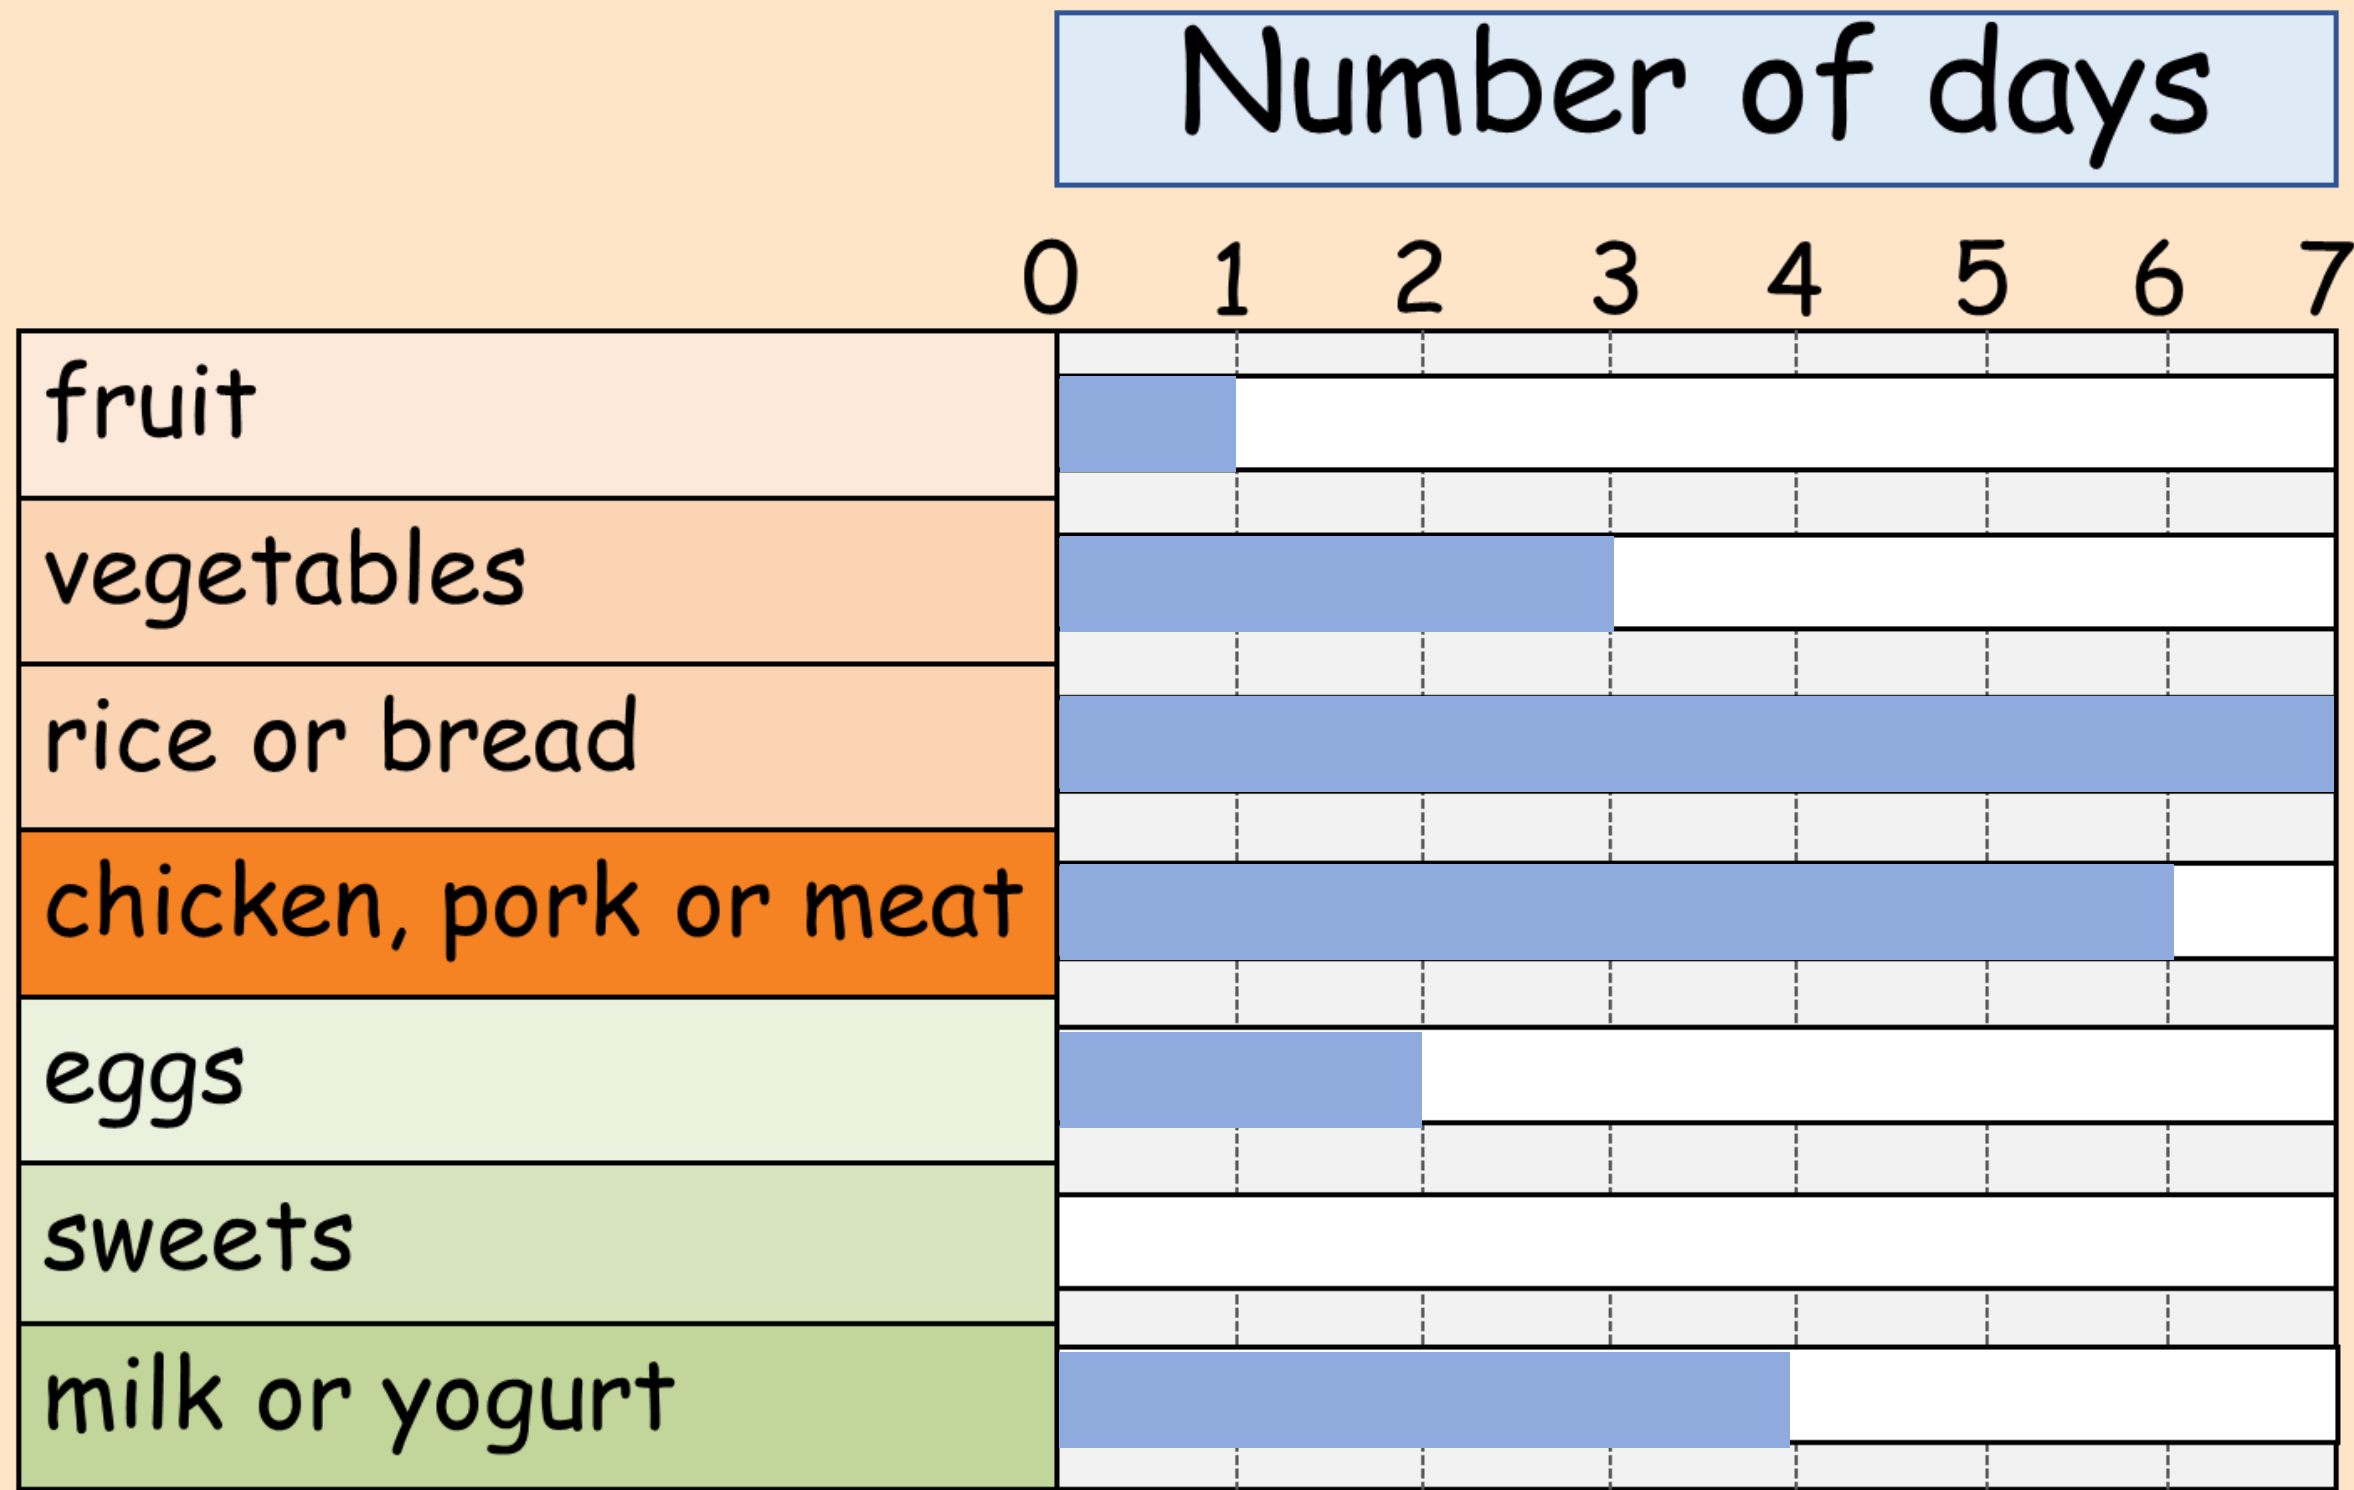 Number of days
0 1 2 3 4 5 6 7
fruit
vegetables
rice or bread
chicken, pork or meat
eggs
sweets
milk or yogurt